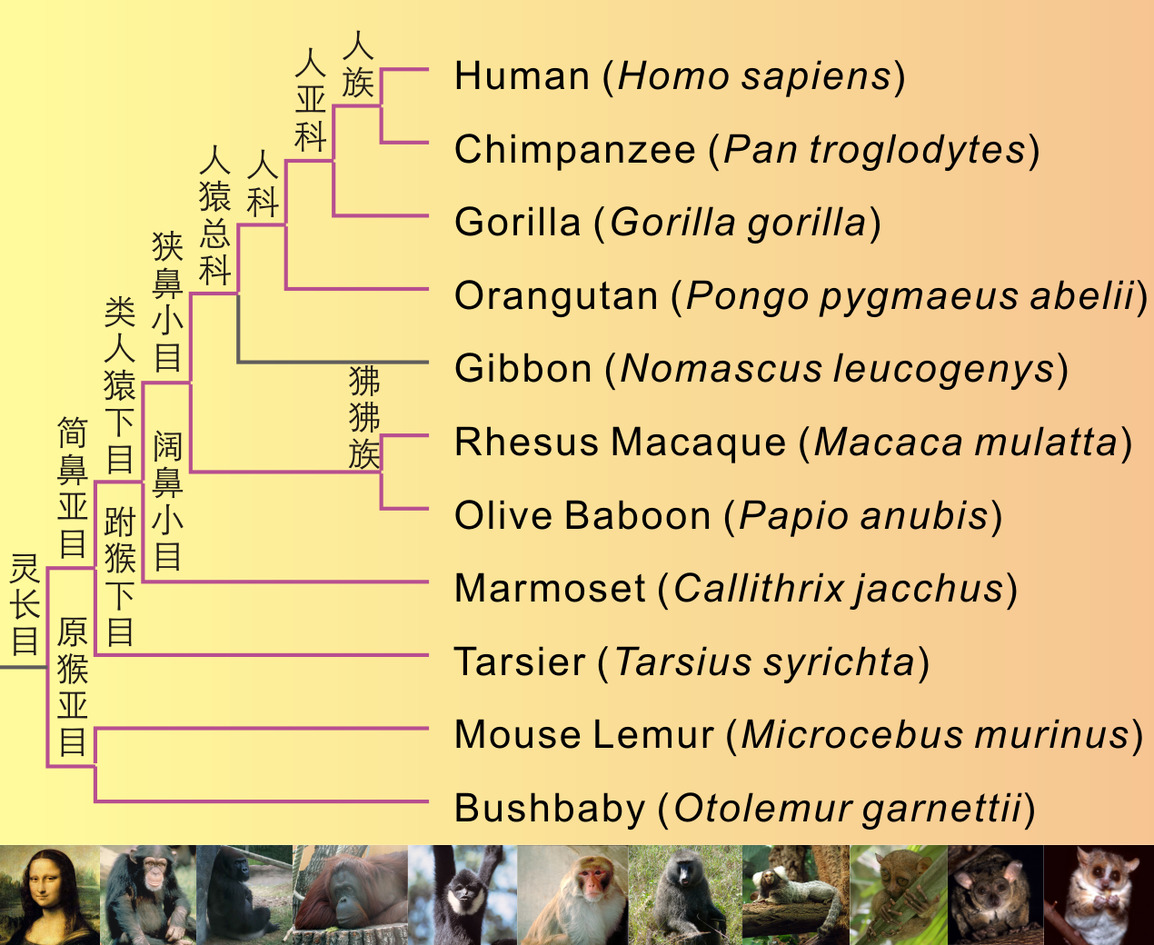 人族
人亚科
人科
人猿总科
狭鼻小目
类人猿下目
简鼻亚目
灵长目
狒狒族
阔鼻小目
跗猴下目
原猴亚目
Human (Homo sapiens)
Chimpanzee (Pan troglodytes)
Gorilla (Gorilla gorilla)
Orangutan (Pongo pygmaeus abelii)
Gibbon (Nomascus leucogenys)
Rhesus Macaque (Macaca mulatta)
Olive Baboon (Papio anubis)
Marmoset (Callithrix jacchus)
Tarsier (Tarsius syrichta)
Mouse Lemur (Microcebus murinus)
Bushbaby (Otolemur garnettii)